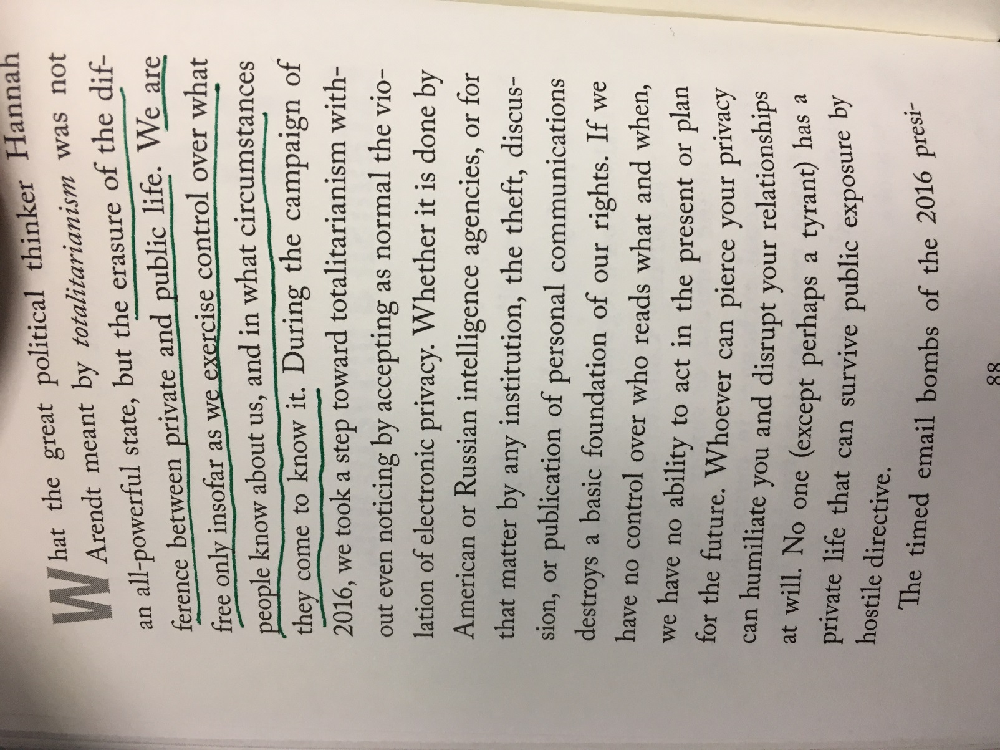 What the great political thinker Hannah
Arendt meant by totalitarianism was not
an all-powerful state, but the erasure of the dif-
ference between private and public life. We are
free only insofar as we exercise control over what
people know about us, and in what circumstances
they come to know it. During the campaign of
2016, we took a step toward totalitarianism with-
out even noticing by accepting as normal the vio-
lation of electronic privacy. Whether it is done by
American or Russian intelligence agencies, or for
that matter by any institution, the theft, discus-
sion, or publication of personal communications
destroys a basic foundation of our rights. If we
have no control over who reads what and when,
we have no ability to act in the present or plan
for the future. Whoever can pierce your privacy
can humiliate you and disrupt your relationships
at will. No one (except perhaps a tyrant) has a
private life that can survive public exposure by
hostile directive.
The timed email bombs of the 2016 presi-
88